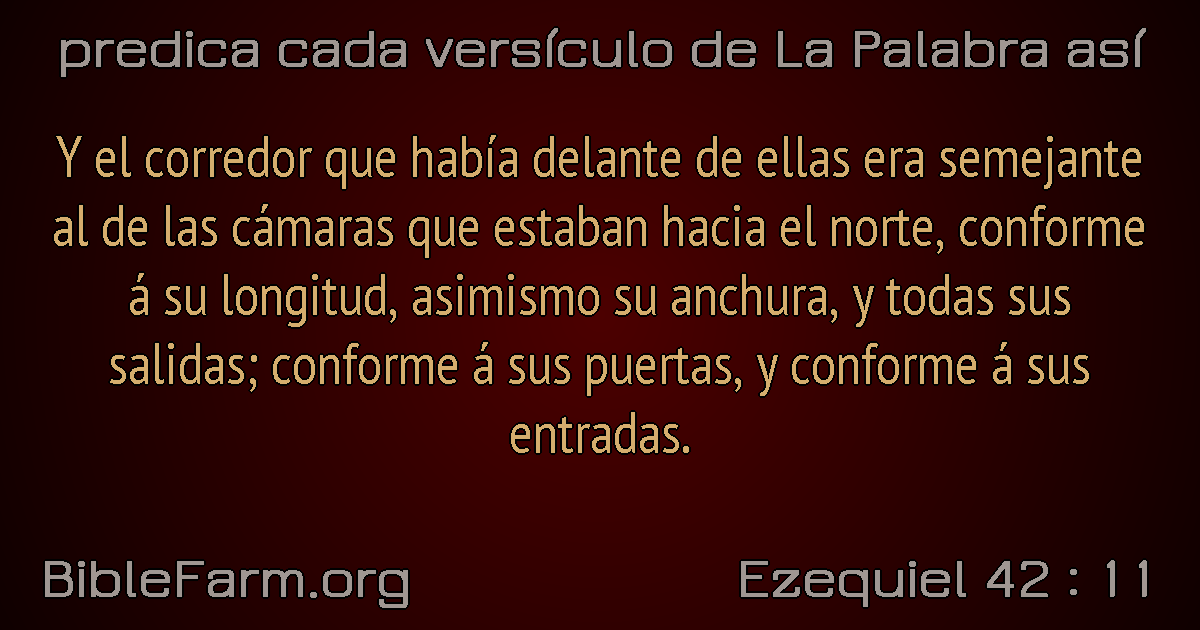 predica cada versículo de La Palabra así
Y el corredor que había delante de ellas era semejante
al de las cámaras que estaban hacia el norte, conforme
á su longitud, asimismo su anchura, y todas sus
salidas; conforme á sus puertas, y conforme á sus
entradas.
BibleFarm.org
Ezequiel 42 : 11